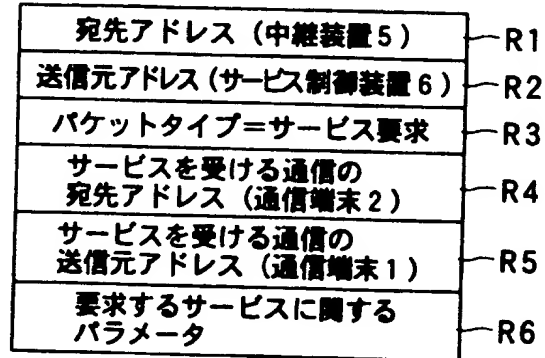 宛先アドレス（中継装置5） R1
送信元アドレス（サービス制御装置6） R2
パケットタイプ＝サービス要求 R3
サービスを受ける通信の
宛先アドレス（通信端末2） R4
サービスを受ける通信の
送信元アドレス（通信端末1） R5
要求するサービスに関する
パラメータ R6